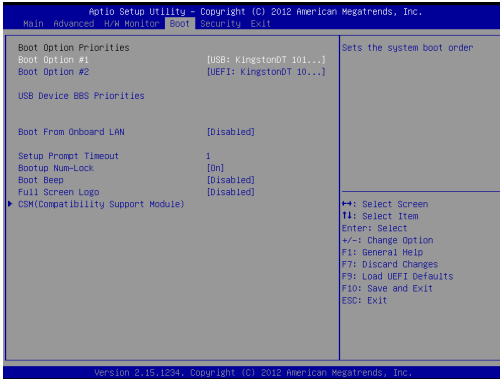 Aptio Setup Utility – Copyright (C) 2012 American Megatrends, Inc.
Main Advanced H/W Monitor Boot Security Exit
Boot Option Priorities
Boot Option #1 [USB: KingstonDT 101...]
Boot Option #2 [UEFI: KingstonDT 10...]
USB Device BBS Priorities
Boot From Onboard LAN [Disabled]
Setup Prompt Timeout 1
Bootup Num-Lock [On]
Boot Beep [Disabled]
Full Screen Logo [Disabled]
CSM(Compatibility Support Module)
Sets the system boot order
↔: Select Screen
↑↓: Select Item
Enter: Select
+/-: Change Option
F1: General Help
F7: Discard Changes
F9: Load UEFI Defaults
F10: Save and Exit
ESC: Exit
Version 2.15.1234. Copyright (C) 2012 American Megatrends, Inc.